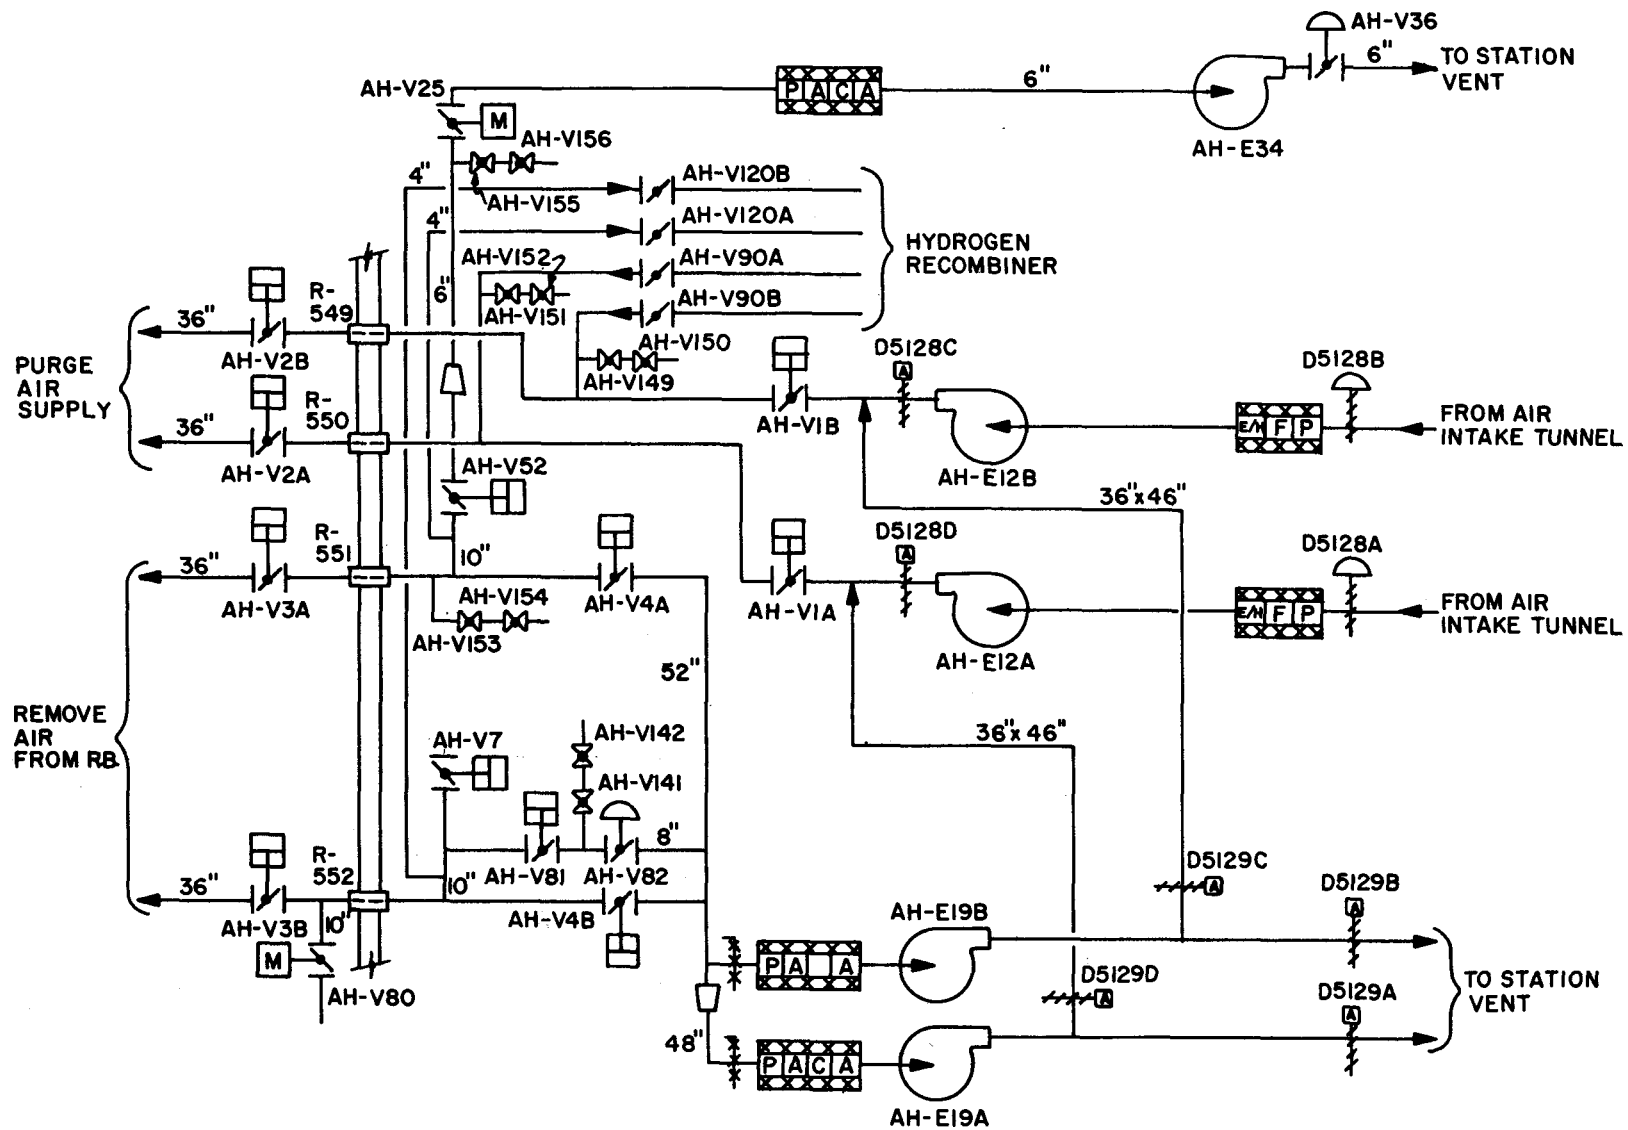 AH-V36
6"
TO STATION
VENT
AH-V25
P A C A
6"
M
AH-E34
AH-V156
4"
AH-V155
AH-V120B
4"
AH-V120A
AH-V152
AH-V90A
HYDROGEN
RECOMBINER
6"
AH-V151
AH-V90B
R-
549
36"
AH-V2B
AH-V150
AH-V149
PURGE
AIR
SUPPLY
D5128C
A
D5128B
AH-V1B
R-
550
36"
AH-V2A
E/H F P
FROM AIR
INTAKE TUNNEL
AH-E12B
AH-V52
36"x46"
D5128D
A
D5128A
R-
551
10"
36"
AH-V3A
AH-V154
AH-V153
AH-V4A
AH-V1A
E/H F P
FROM AIR
INTAKE TUNNEL
AH-E12A
52"
REMOVE
AIR
FROM RB
AH-V7
AH-V142
AH-V141
36"x46"
8"
R-
552
36"
AH-V3B
10"
10"
AH-V81
AH-V82
AH-V4B
D5129C
A
D5129B
A
AH-E19B
M
AH-V80
P A A
D5129D
A
D5129A
A
TO STATION
VENT
48"
P A C A
AH-E19A